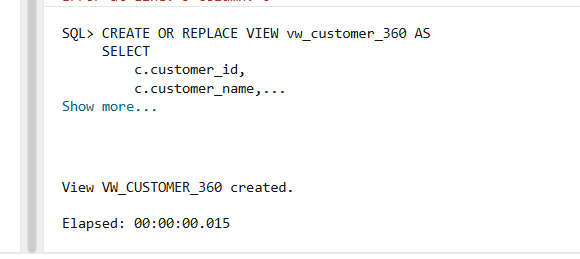 SQL> CREATE OR REPLACE VIEW vw_customer_360 AS
SELECT
c.customer_id,
c.customer_name,...
Show more...
View VW_CUSTOMER_360 created.
Elapsed: 00:00:00.015